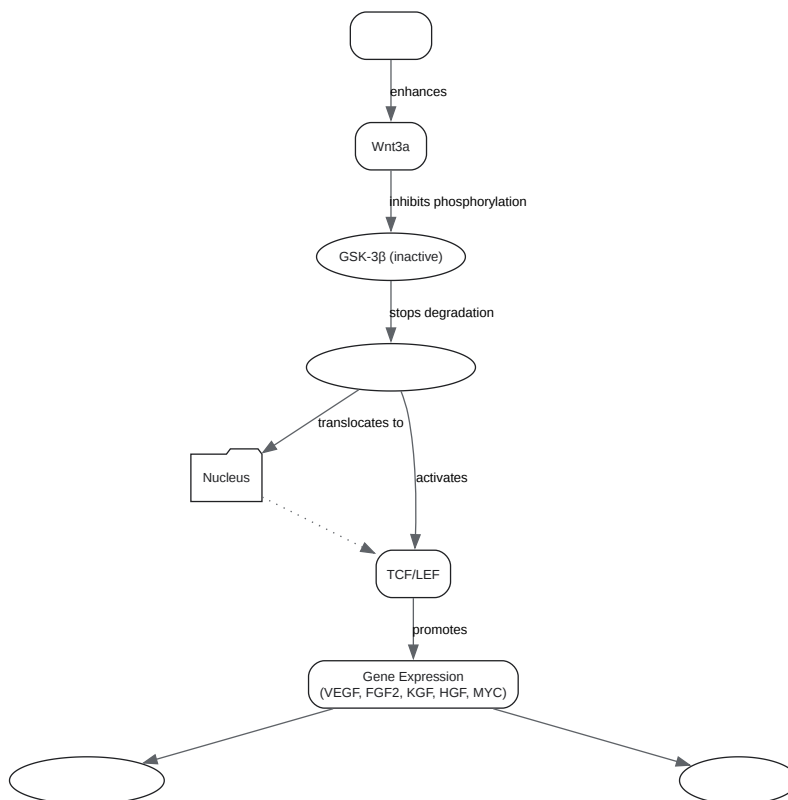 enhances
Wnt3a
inhibits phosphorylation
GSK-3β (inactive)
stops degradation
translocates to
Nucleus
activates
TCF/LEF
promotes
Gene Expression
(VEGF, FGF2, KGF, HGF, MYC)